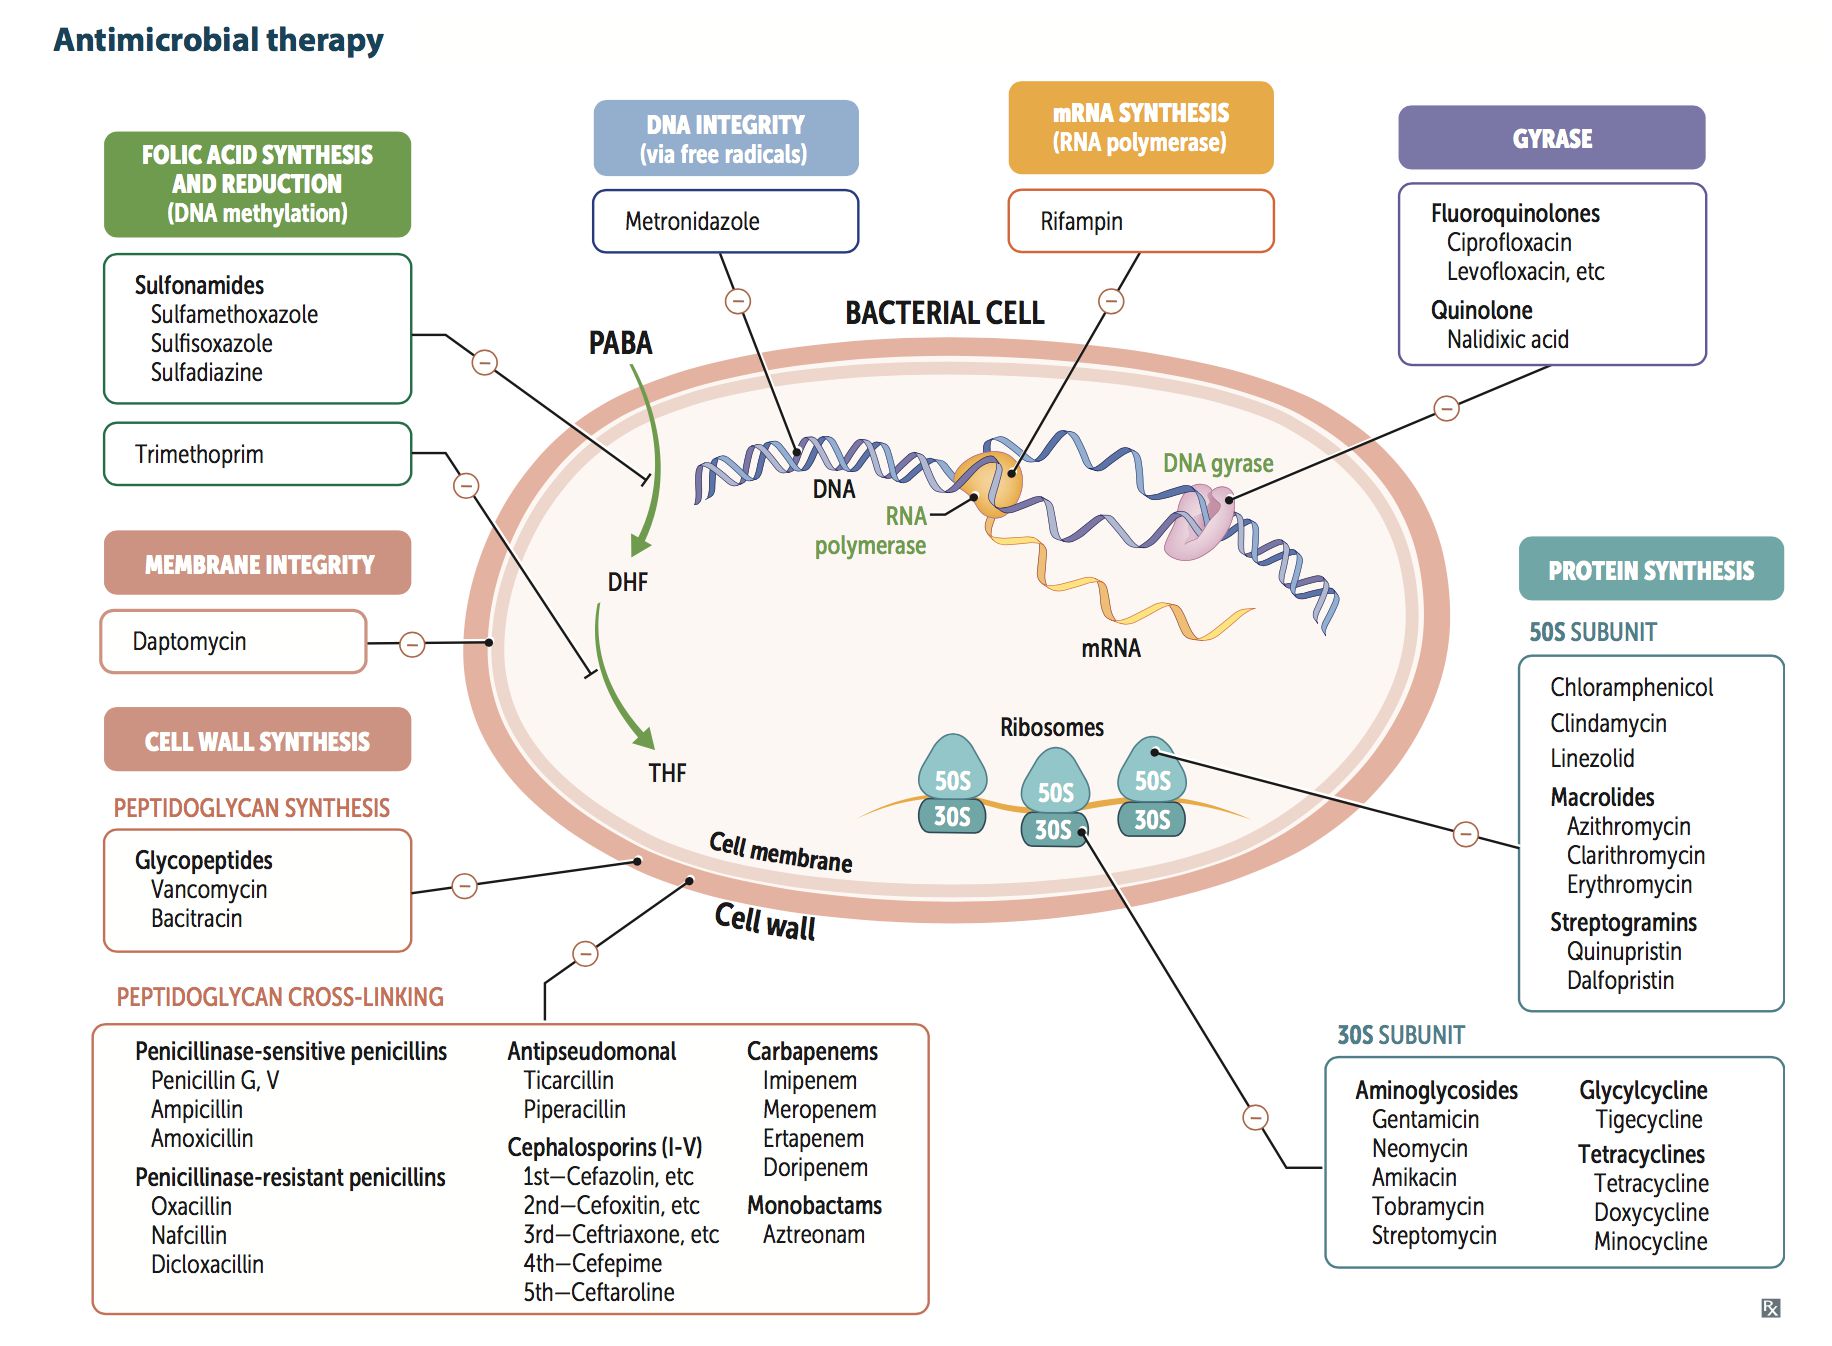 Antimicrobial therapy
FOLIC ACID SYNTHESIS
AND REDUCTION
(DNA methylation)
Sulfonamides
Sulfamethoxazole
Sulfisoxazole
Sulfadiazine
Trimethoprim
MEMBRANE INTEGRITY
Daptomycin
CELL WALL SYNTHESIS
PEPTIDOGLYCAN SYNTHESIS
Glycopeptides
Vancomycin
Bacitracin
PEPTIDOGLYCAN CROSS-LINKING
Penicillinase-sensitive penicillins
Penicillin G, V
Ampicillin
Amoxicillin
Penicillinase-resistant penicillins
Oxacillin
Nafcillin
Dicloxacillin
Antipseudomonal
Ticarcillin
Piperacillin
Cephalosporins (I-V)
1st—Cefazolin, etc
2nd—Cefoxitin, etc
3rd—Ceftriaxone, etc
4th—Cefepime
5th—Ceftaroline
Carbapenems
Imipenem
Meropenem
Ertapenem
Doripenem
Monobactams
Aztreonam
DNA INTEGRITY
(via free radicals)
Metronidazole
mRNA SYNTHESIS
(RNA polymerase)
Rifampin
GYRASE
Fluoroquinolones
Ciprofloxacin
Levofloxacin, etc
Quinolone
Nalidixic acid
BACTERIAL CELL
PABA
DHF
THF
DNA
RNA
polymerase
DNA gyrase
mRNA
Ribosomes
50S
30S
50S
30S
50S
30S
Cell membrane
Cell wall
PROTEIN SYNTHESIS
50S SUBUNIT
Chloramphenicol
Clindamycin
Linezolid
Macrolides
Azithromycin
Clarithromycin
Erythromycin
Streptogramins
Quinupristin
Dalfopristin
30S SUBUNIT
Aminoglycosides
Gentamicin
Neomycin
Amikacin
Tobramycin
Streptomycin
Glycylcycline
Tigecycline
Tetracyclines
Tetracycline
Doxycycline
Minocycline
Rx